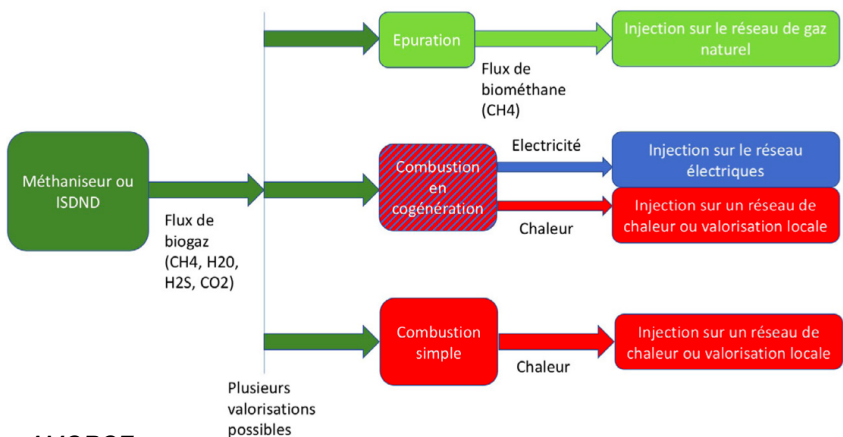 Epuration
Injection sur le réseau de gaz
naturel
Flux de
biométhane
(CH4)
Méthaniseur ou
ISDND
Flux de
biogaz
(CH4, H20,
H2S, CO2)
Combustion
en
cogénération
Electricité
Injection sur le réseau
électriques
Chaleur
Injection sur un réseau de
chaleur ou valorisation locale
Combustion
simple
Chaleur
Injection sur un réseau de
chaleur ou valorisation locale
Plusieurs
valorisations
possibles